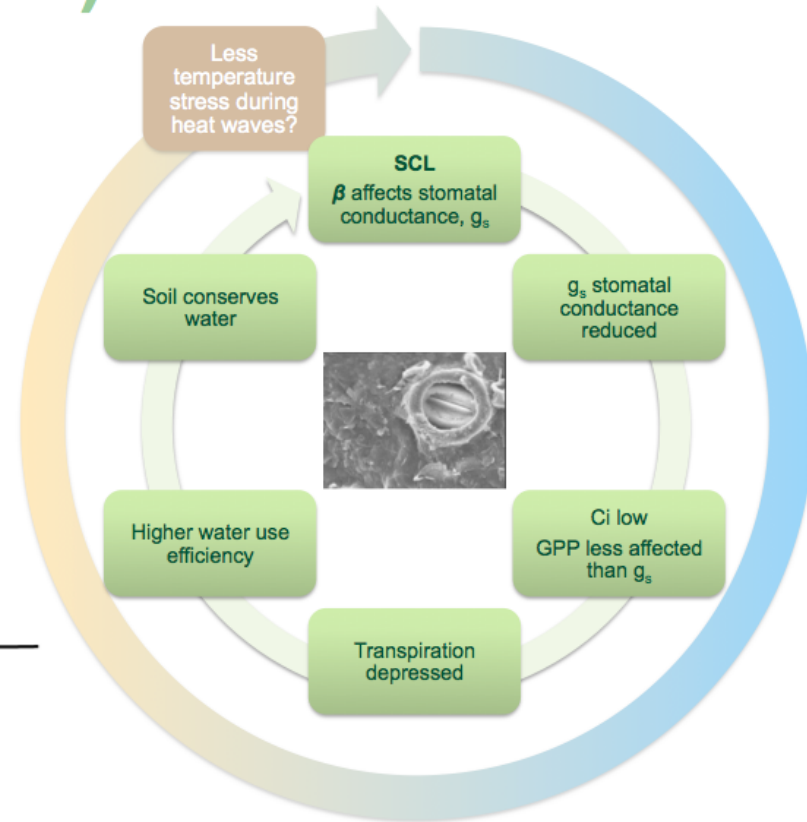 Less
temperature
stress during
heat waves?
SCL
β affects stomatal
conductance, gₛ
gₛ stomatal
conductance
reduced
Ci low
GPP less affected
than gₛ
Transpiration
depressed
Higher water use
efficiency
Soil conserves
water